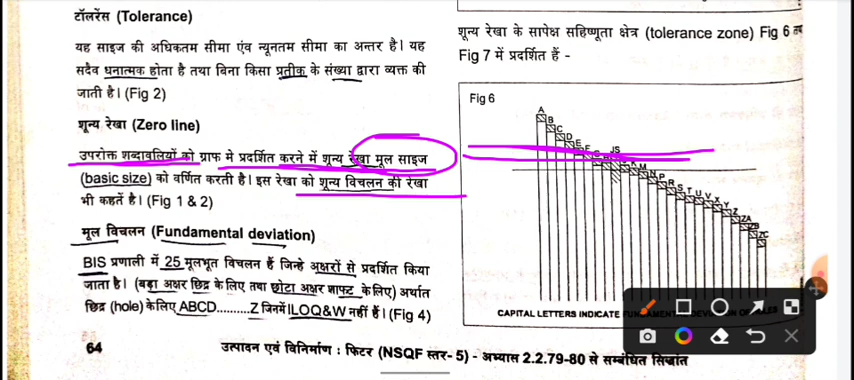 टॉलरेंस (Tolerance)
यह साइज की अधिकतम सीमा एंव न्यूनतम सीमा का अन्तर है। यह
सदैव धनात्मक होता है तथा बिना किसा प्रतीक के संख्या द्वारा व्यक्त की
जाती है। (Fig 2)
शून्य रेखा (Zero line)
उपरोक्त शब्दावलियों को ग्राफ मे प्रदर्शित करने में शून्य रेखा मूल साइज
(basic size) को वर्णित करती है। इस रेखा को शून्य विचलन की रेखा
भी कहतें है। (Fig 1 & 2)
मूल विचलन (Fundamental deviation)
BIS प्रणाली में 25 मूलभूत विचलन हैं जिन्हे अक्षरों से प्रदर्शित किया
जाता है। (बड़ा अक्षर छिद्र के लिए तथा छोटा अक्षर शाफ्ट के लिए) अर्थात
छिद्र (hole) के लिए ABCD..........Z जिनमें ILOQ&W नहीं हैं। (Fig 4)
शून्य रेखा के सापेक्ष सहिष्णूता क्षेत्र (tolerance zone) Fig 6
Fig 7 में प्रदर्शित हैं -
Fig 6
A
B
C
D
E
F
G
JS
K
M
N
P
R
S
T
U
V
X
Y
Z
ZA
ZB
ZC
CAPITAL LETTERS INDICATE
64
उत्पादन एवं विनिर्माण : फिटर (NSQF स्तर- 5) - अभ्यास 2.2.79-80 से सम्बंधित सिद्धांत